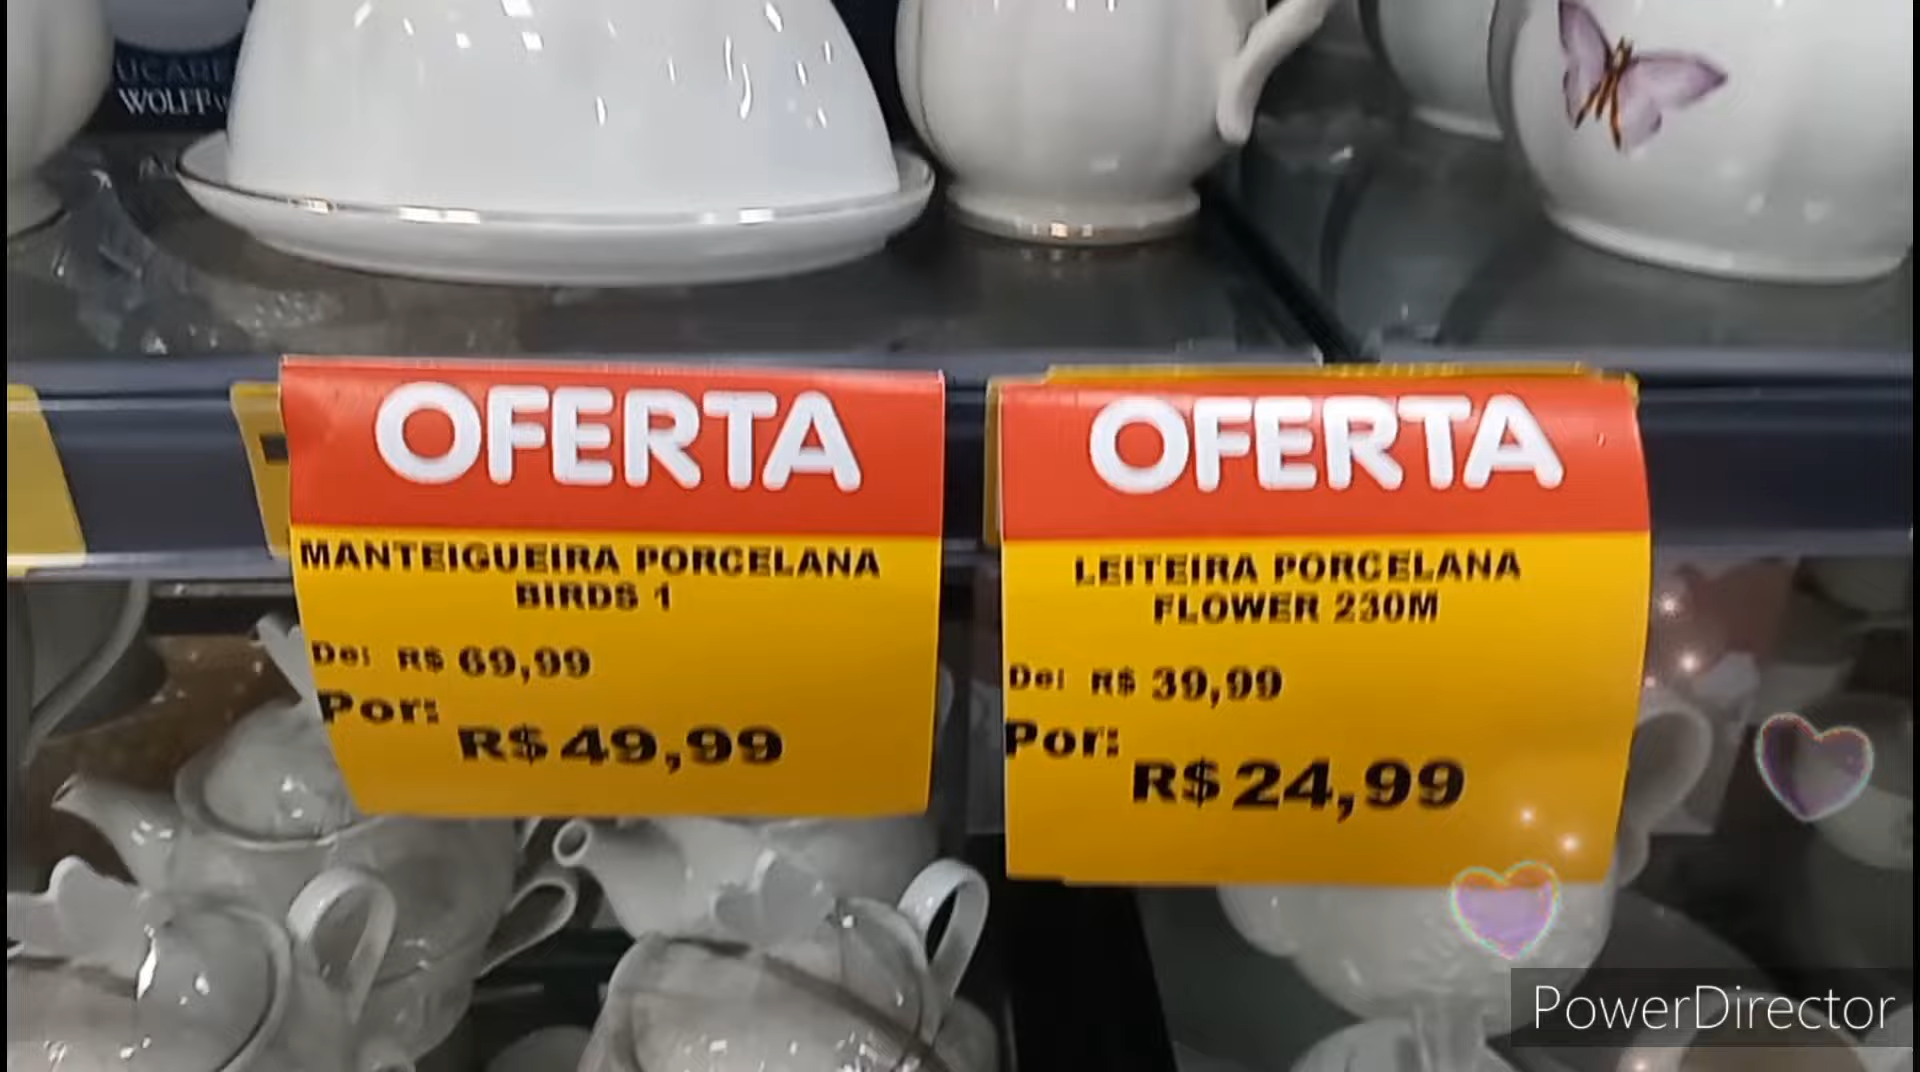 WOLFF
OFERTA
MANTEIGUEIRA PORCELANA
BIRDS 1
De: R$ 69,99
Por:
R$ 49,99
OFERTA
LEITEIRA PORCELANA
FLOWER 230M
De: R$ 39,99
Por:
R$ 24,99
PowerDirector